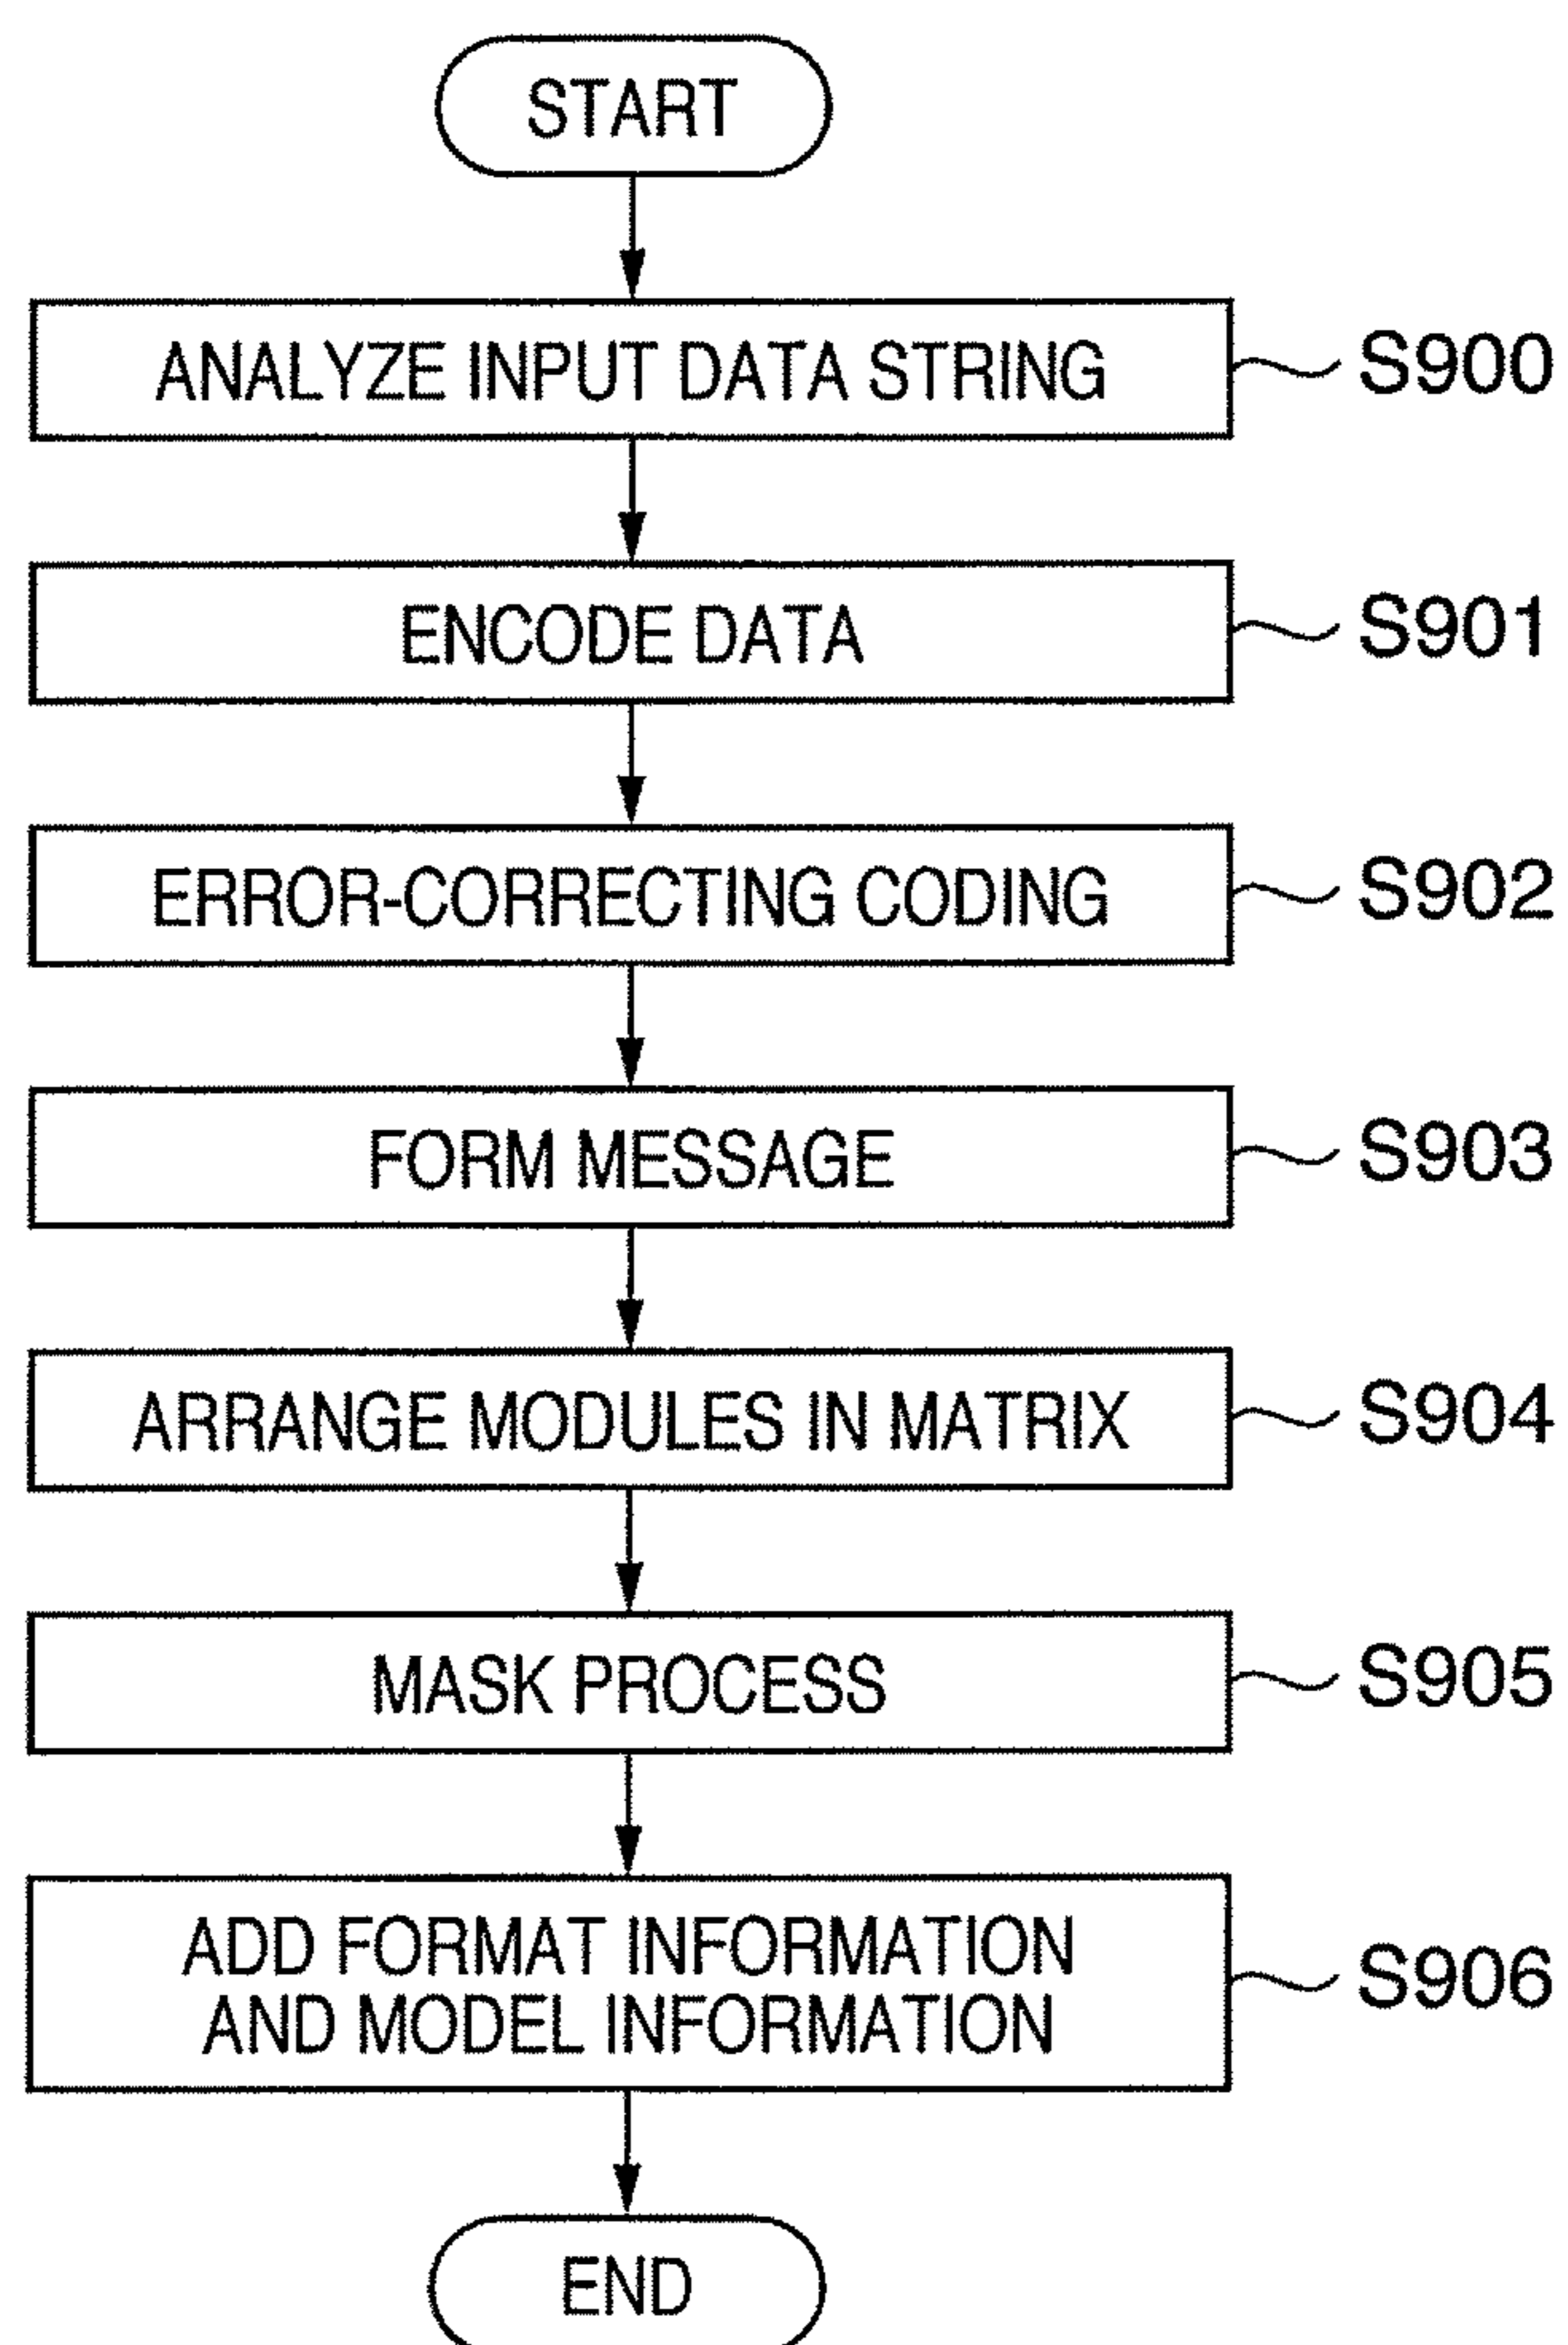 START
ANALYZE INPUT DATA STRING
S900
ENCODE DATA
S901
ERROR-CORRECTING CODING
S902
FORM MESSAGE
S903
ARRANGE MODULES IN MATRIX
S904
MASK PROCESS
S905
ADD FORMAT INFORMATION
AND MODEL INFORMATION
S906
END